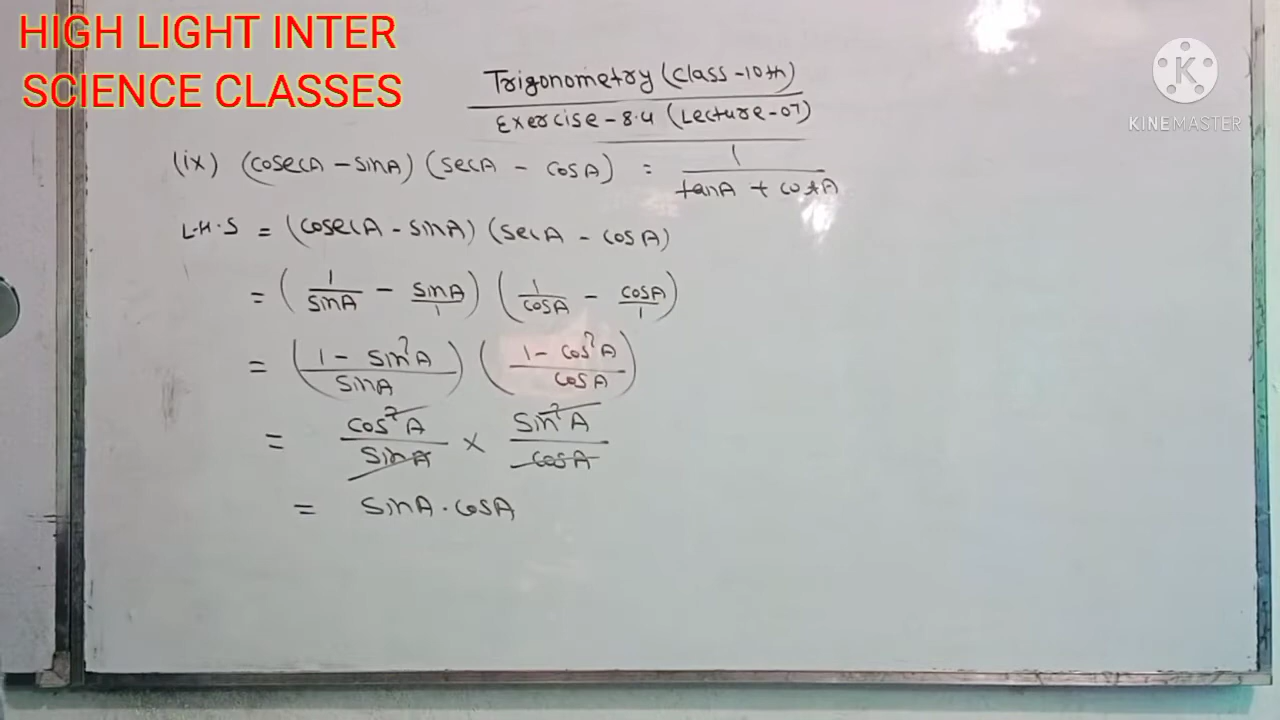 HIGH LIGHT INTER
SCIENCE CLASSES
K
KINEMASTER
Trigonometry (Class-10th)
Exercise-8.4 (Lecture-07)
(ix) (cosecA - sinA) (secA - cosA) = 1/(tanA + cotA)
L.H.S = (cosecA - sinA) (secA - cosA)
= (1/sinA - sinA/1) (1/cosA - cosA/1)
= ((1 - sin²A)/sinA) ((1 - cos²A)/cosA)
= cos²A/sinA × sin²A/cosA
= sinA · cosA